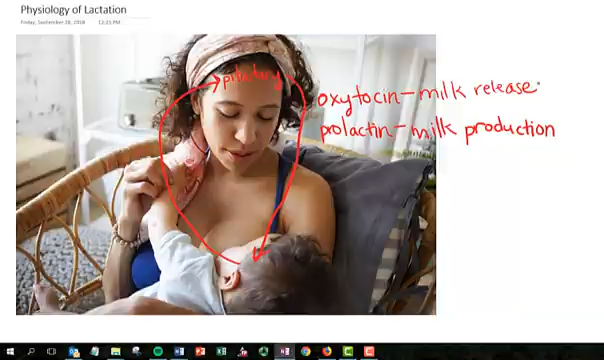 Physiology of Lactation
Friday, September 28, 2018 12:25 PM
pituitary
oxytocin-milk release
prolactin-milk production